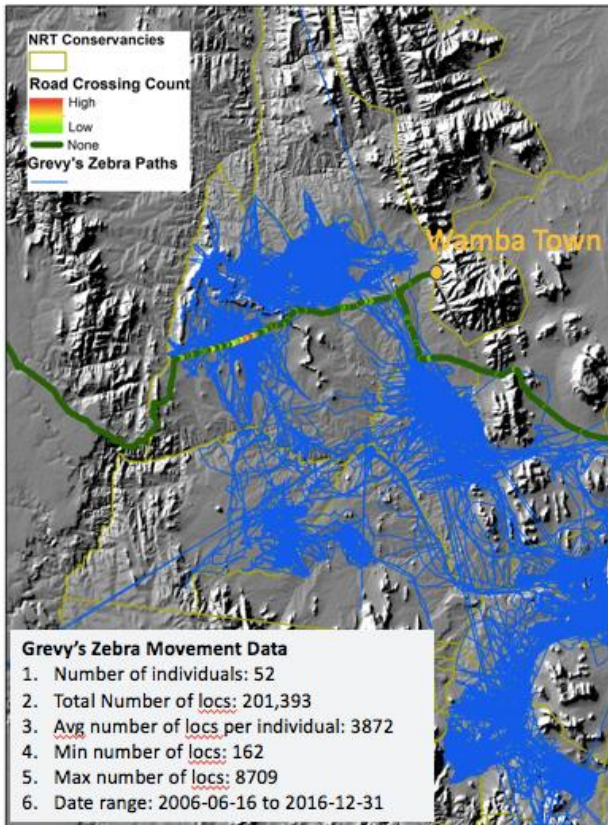 NRT Conservancies
Road Crossing Count
High
Low
None
Grevy's Zebra Paths
Wamba Town
Grevy's Zebra Movement Data
1. Number of individuals: 52
2. Total Number of locs: 201,393
3. Avg number of locs per individual: 3872
4. Min number of locs: 162
5. Max number of locs: 8709
6. Date range: 2006-06-16 to 2016-12-31